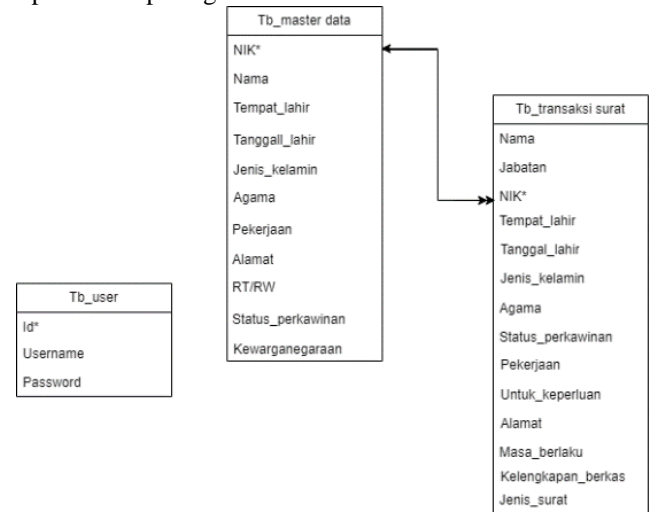 Tb_master data
NIK*
Nama
Tempat_lahir
Tanggall_lahir
Jenis_kelamin
Agama
Pekerjaan
Alamat
RT/RW
Status_perkawinan
Kewarganegaraan
Tb_transaksi surat
Nama
Jabatan
NIK*
Tempat_lahir
Tanggal_lahir
Jenis_kelamin
Agama
Status_perkawinan
Pekerjaan
Untuk_keperluan
Alamat
Masa_berlaku
Kelengkapan_berkas
Jenis_surat
Tb_user
Id*
Username
Password